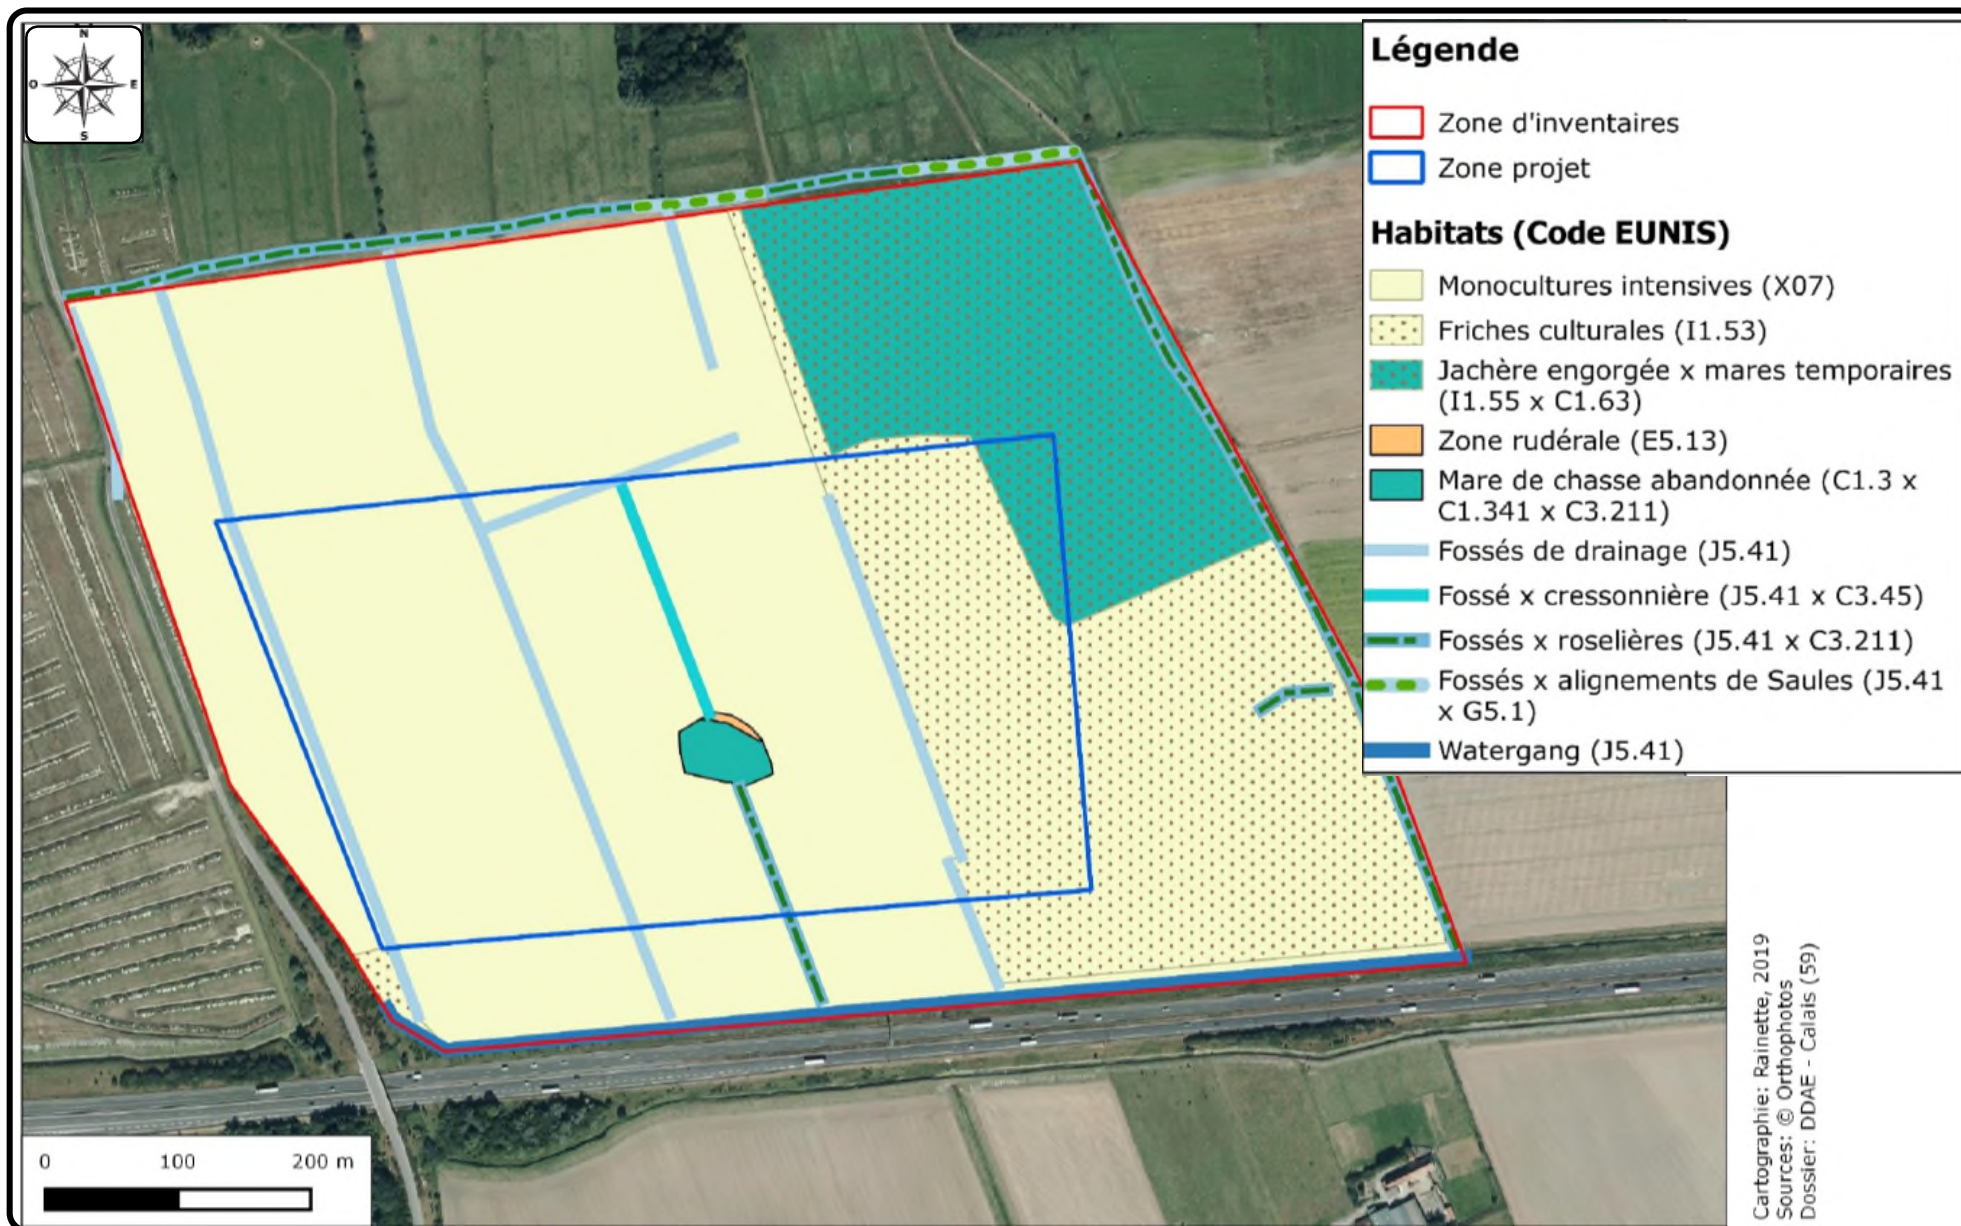 N
O
E
S
Légende
Zone d'inventaires
Zone projet
Habitats (Code EUNIS)
Monocultures intensives (X07)
Friches culturales (I1.53)
Jachère engorgée x mares temporaires
(I1.55 x C1.63)
Zone rudérale (E5.13)
Mare de chasse abandonnée (C1.3 x
C1.341 x C3.211)
Fossés de drainage (J5.41)
Fossé x cressonnière (J5.41 x C3.45)
Fossés x roselières (J5.41 x C3.211)
Fossés x alignements de Saules (J5.41
x G5.1)
Watergang (J5.41)
0 100 200 m
Cartographie: Rainette, 2019
Sources: © Orthophotos
Dossier: DDAE - Calais (59)